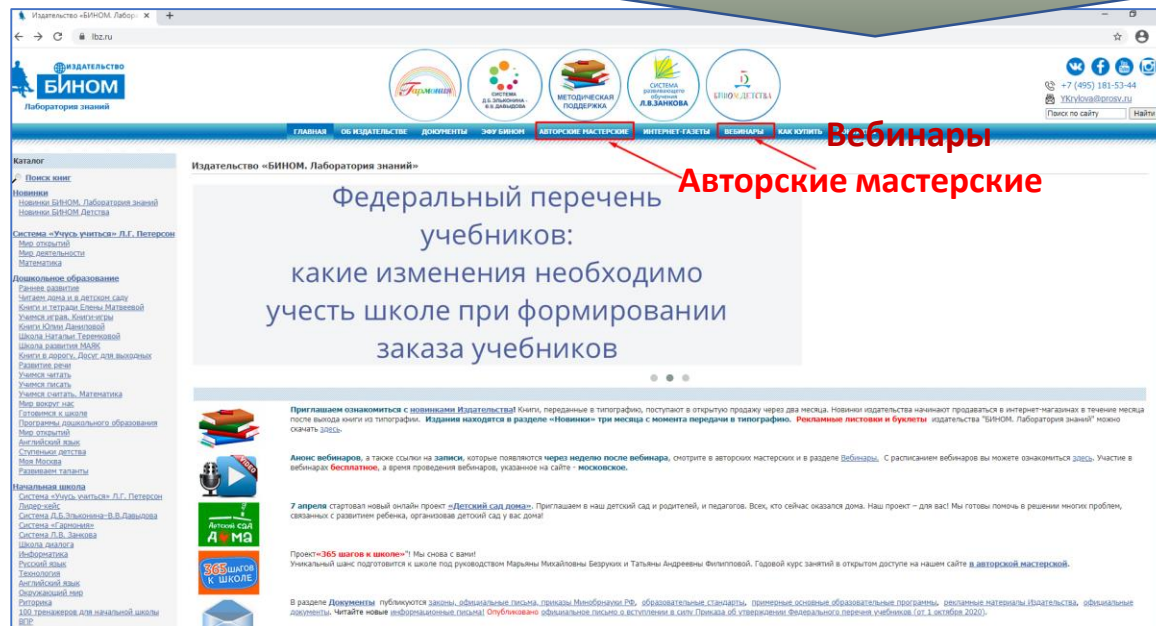 Издательство «БИНОМ. Лабор
lbz.ru
ИЗДАТЕЛЬСТВО
БИНОМ
Лаборатория знаний
Гармония
СИСТЕМА
Д.Б. ЭЛЬКОНИНА -
В.В. ДАВЫДОВА
МЕТОДИЧЕСКАЯ
ПОДДЕРЖКА
СИСТЕМА
развивающего
обучения
Л.В.ЗАНКОВА
БИНОМ ДЕТСТВА
+7 (495) 181-53-44
YKrylova@prosv.ru
Поиск по сайту
Найти
ГЛАВНАЯ ОБ ИЗДАТЕЛЬСТВЕ ДОКУМЕНТЫ ЭФУ БИНОМ АВТОРСКИЕ МАСТЕРСКИЕ ИНТЕРНЕТ-ГАЗЕТЫ ВЕБИНАРЫ КАК КУПИТЬ
Вебинары
Авторские мастерские
Каталог
Поиск книг
Новинки
Новинки БИНОМ. Лаборатория знаний
Новинки БИНОМ Детства
Система «Учусь учиться» Л.Г. Петерсон
Мир открытий
Мир деятельности
Математика
Дошкольное образование
Раннее развитие
Читаем дома и в детском саду
Книги и тетради Елены Матвеевой
Учимся играя. Книги-игры
Книги Юлии Даниловой
Школа Натальи Теремковой
Школа развития МАЯК
Книги в дорогу. Досуг для выходных
Развитие речи
Учимся читать
Учимся писать
Учимся считать. Математика
Мир вокруг нас
Готовимся к школе
Программы дошкольного образования
Мир открытий
Английский язык
Ступеньки детства
Моя Москва
Развиваем таланты
Начальная школа
Система «Учусь учиться» Л.Г. Петерсон
Лидер-кейс
Система Д.Б.Эльконина-В.В.Давыдова
Система «Гармония»
Система Л.В. Занкова
Школа диалога
Информатика
Русский язык
Технология
Английский язык
Окружающий мир
Риторика
100 тренажеров для начальной школы
ВПР
Издательство «БИНОМ. Лаборатория знаний»
Федеральный перечень
учебников:
какие изменения необходимо
учесть школе при формировании
заказа учебников
Приглашаем ознакомиться с новинками Издательства! Книги, переданные в типографию, поступают в открытую продажу через два месяца. Новинки издательства начинают продаваться в интернет-магазинах в течение месяца
после выхода книги из типографии. Издания находятся в разделе «Новинки» три месяца с момента передачи в типографию. Рекламные листовки и буклеты издательства "БИНОМ. Лаборатория знаний" можно
скачать здесь.
Анонс вебинаров, а также ссылки на записи, которые появляются через неделю после вебинара, смотрите в авторских мастерских и в разделе Вебинары. С расписанием вебинаров вы можете ознакомиться здесь. Участие в
вебинарах бесплатное, а время проведения вебинаров, указанное на сайте - московское.
ДЕТСКИЙ САД
ДОМА
7 апреля стартовал новый онлайн проект «Детский сад дома». Приглашаем в наш детский сад и родителей, и педагогов. Всех, кто сейчас оказался дома. Наш проект – для вас! Мы готовы помочь в решении многих проблем,
связанных с развитием ребенка, организовав детский сад у вас дома!
365 ШАГОВ
К ШКОЛЕ
Проект«365 шагов к школе»"! Мы снова с вами!
Уникальный шанс подготовится к школе под руководством Марьяны Михайловны Безруких и Татьяны Андреевны Филипповой. Годовой курс занятий в открытом доступе на нашем сайте в авторской мастерской.
В разделе Документы публикуются законы, официальные письма, приказы Минобрнауки РФ, образовательные стандарты, примерные основные образовательные программы, рекламные материалы Издательства, официальные
документы. Читайте новые информационные письма! Опубликовано официальное письмо о вступлении в силу Приказа об утверждении Федерального перечня учебников (от 1 октября 2020).